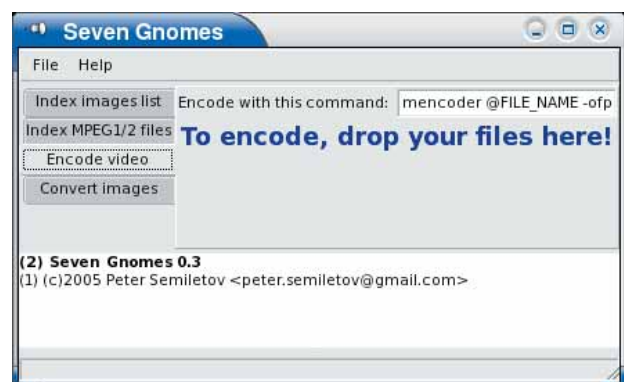 Seven Gnomes
File Help
Index images list
Encode with this command: mencoder @FILE_NAME -ofp
Index MPEG1/2 files
To encode, drop your files here!
Encode video
Convert images
(2) Seven Gnomes 0.3
(1) (c)2005 Peter Semiletov <peter.semiletov@gmail.com>